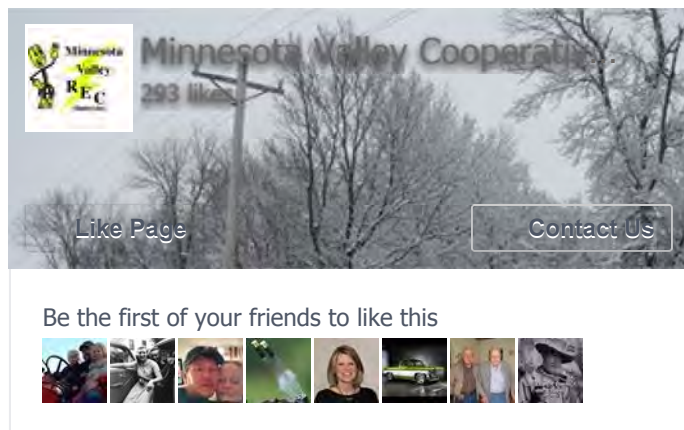 Minnesota
Valley
REC
Minnesota Valley Cooperativ...
293 likes
Like Page
Contact Us
Be the first of your friends to like this